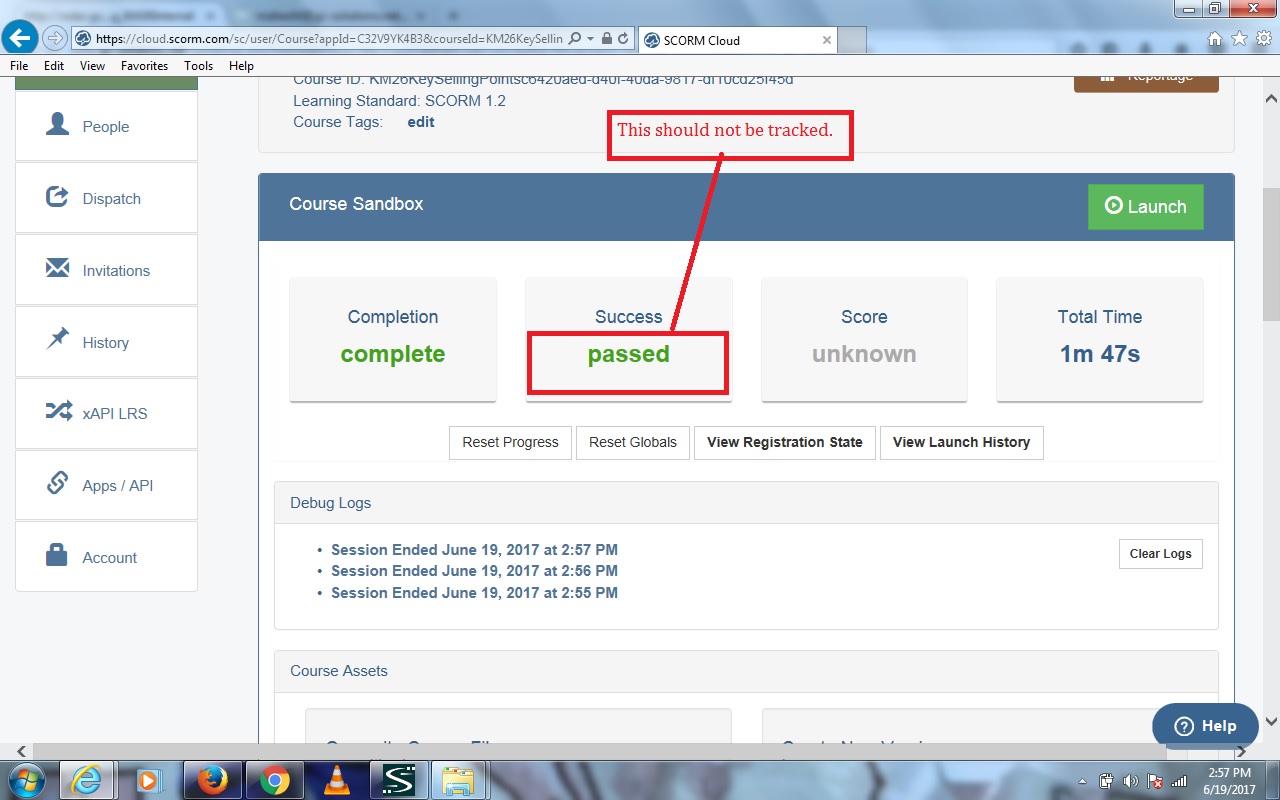 https://cloud.scorm.com/sc/user/Course?appId=C32V9YK4B3&courseId=KM26KeySellin
SCORM Cloud
File Edit View Favorites Tools Help
Learning Standard: SCORM 1.2
Course Tags: edit
Reportage
This should not be tracked.
People
Dispatch
Invitations
History
xAPI LRS
Apps / API
Account
Course Sandbox
Launch
Completion
complete
Success
passed
Score
unknown
Total Time
1m 47s
Reset Progress
Reset Globals
View Registration State
View Launch History
Debug Logs
• Session Ended June 19, 2017 at 2:57 PM
• Session Ended June 19, 2017 at 2:56 PM
• Session Ended June 19, 2017 at 2:55 PM
Clear Logs
Course Assets
Help
2:57 PM
6/19/2017